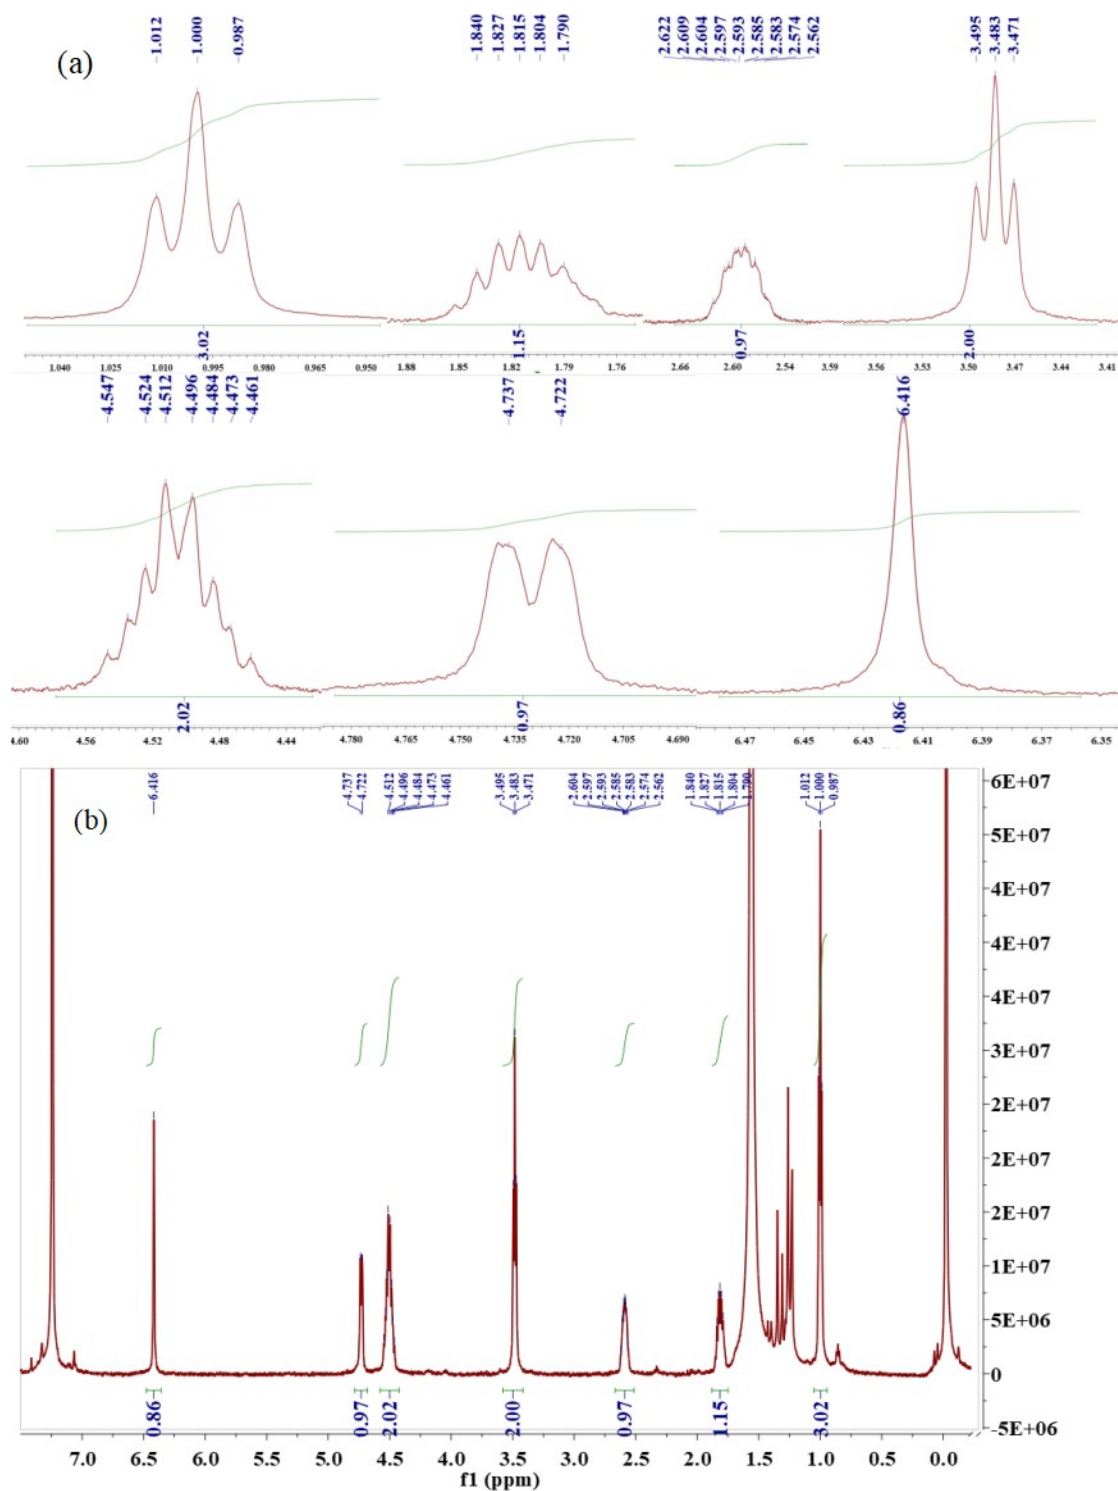 1.012 1.000 0.987 1.840 1.827 1.815 1.804 1.790 2.622 2.609 2.604 2.597 2.593 2.585 2.583 2.574 2.562 3.495 3.483 3.471
(a)
3.02 1.15 0.97 2.00
1.040 1.025 1.010 0.995 0.980 0.965 0.950 1.88 1.85 1.82 1.79 1.76 2.66 2.60 2.54 3.56 3.53 3.50 3.47 3.44 3.41
4.547 4.524 4.512 4.496 4.484 4.473 4.461 4.737 4.722 6.416
2.02 0.97 0.86
4.60 4.56 4.52 4.48 4.44 4.780 4.765 4.750 4.735 4.720 4.705 4.690 6.47 6.45 6.43 6.41 6.39 6.37 6.35
6.416 4.737 4.722 4.512 4.496 4.484 4.473 4.461 3.495 3.483 3.471 2.604 2.597 2.593 2.585 2.583 2.574 2.562 1.840 1.827 1.815 1.804 1.790 1.012 1.000 0.987
(b)
6E+07
5E+07
4E+07
4E+07
4E+07
3E+07
2E+07
2E+07
2E+07
1E+07
5E+06
0
-5E+06
0.86 0.97 2.02 2.00 0.97 1.15 3.02
7.0 6.5 6.0 5.5 5.0 4.5 4.0 3.5 3.0 2.5 2.0 1.5 1.0 0.5 0.0
f1 (ppm)